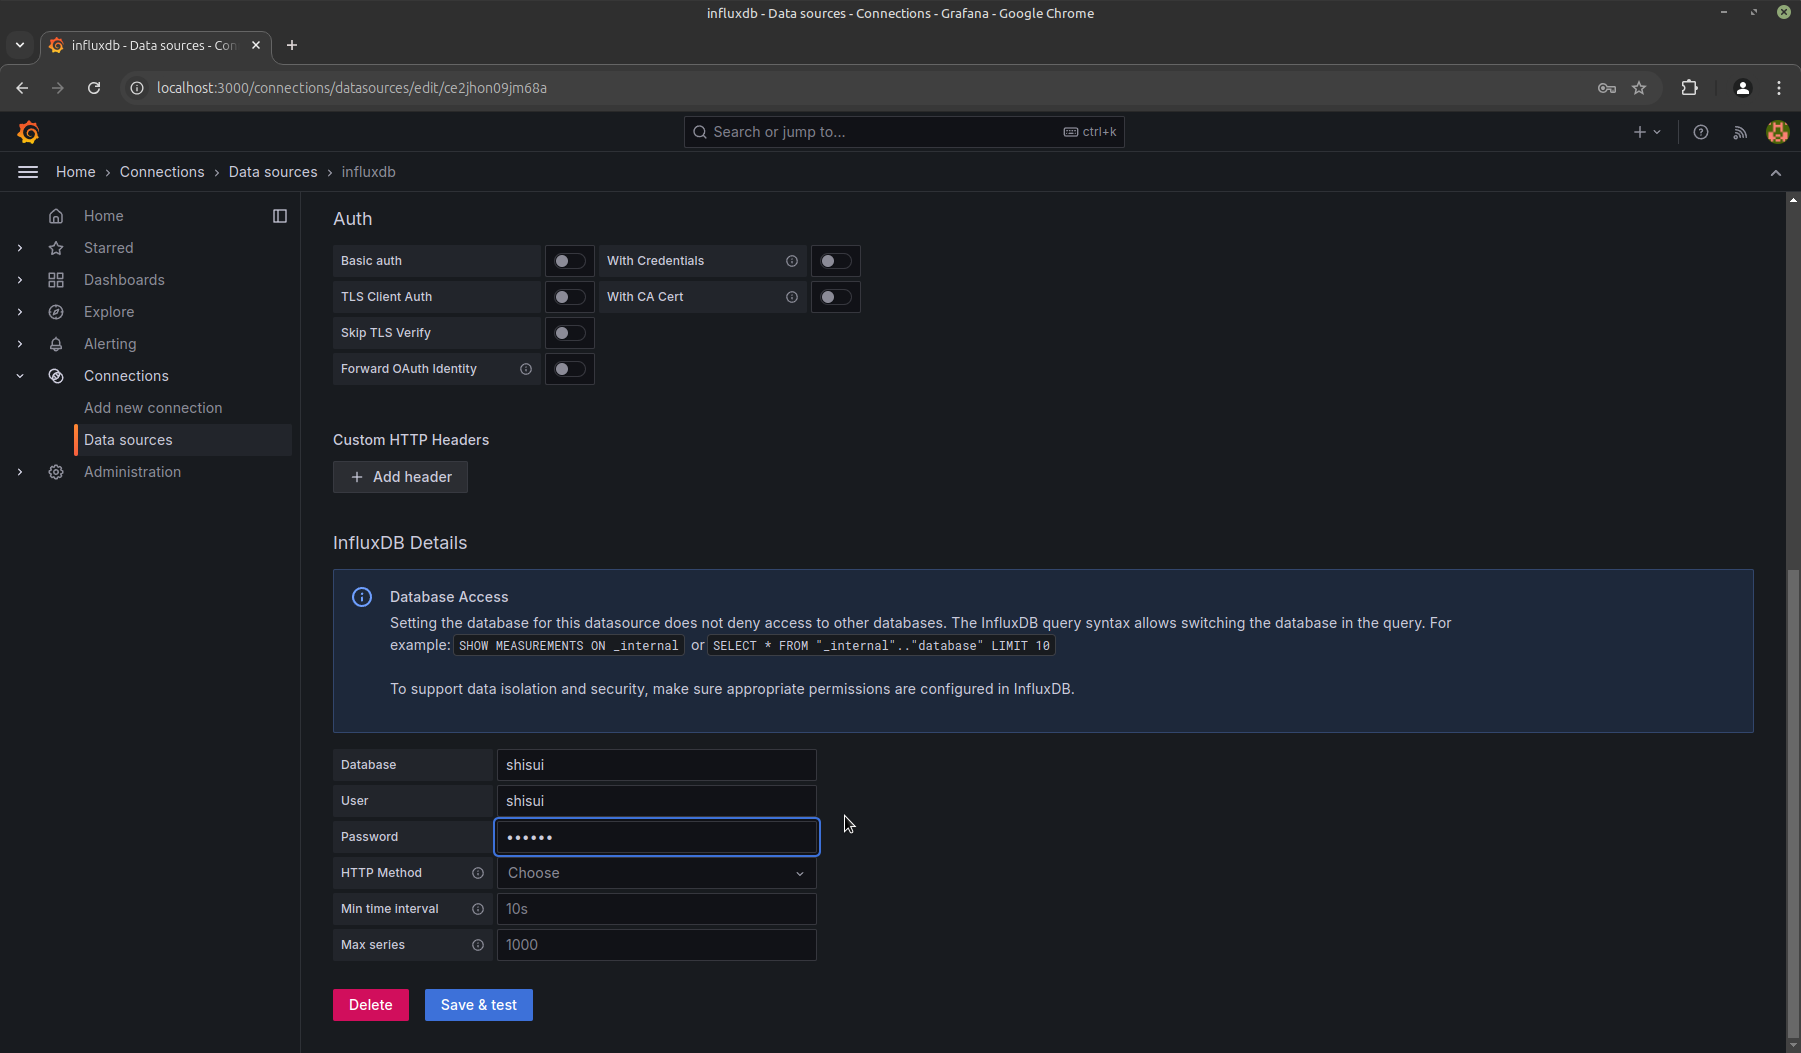 influxdb - Data sources - Connections - Grafana - Google Chrome
influxdb - Data sources - Con
localhost:3000/connections/datasources/edit/ce2jhon09jm68a
Search or jump to... ctrl+k
Home › Connections › Data sources › influxdb
Home
Starred
Dashboards
Explore
Alerting
Connections
Add new connection
Data sources
Administration
Auth
Basic auth With Credentials
TLS Client Auth With CA Cert
Skip TLS Verify
Forward OAuth Identity
Custom HTTP Headers
Add header
InfluxDB Details
Database Access
Setting the database for this datasource does not deny access to other databases. The InfluxDB query syntax allows switching the database in the query. For
example: SHOW MEASUREMENTS ON _internal or SELECT * FROM "_internal".."database" LIMIT 10
To support data isolation and security, make sure appropriate permissions are configured in InfluxDB.
Database shisui
User shisui
Password ••••••
HTTP Method Choose
Min time interval 10s
Max series 1000
Delete Save & test